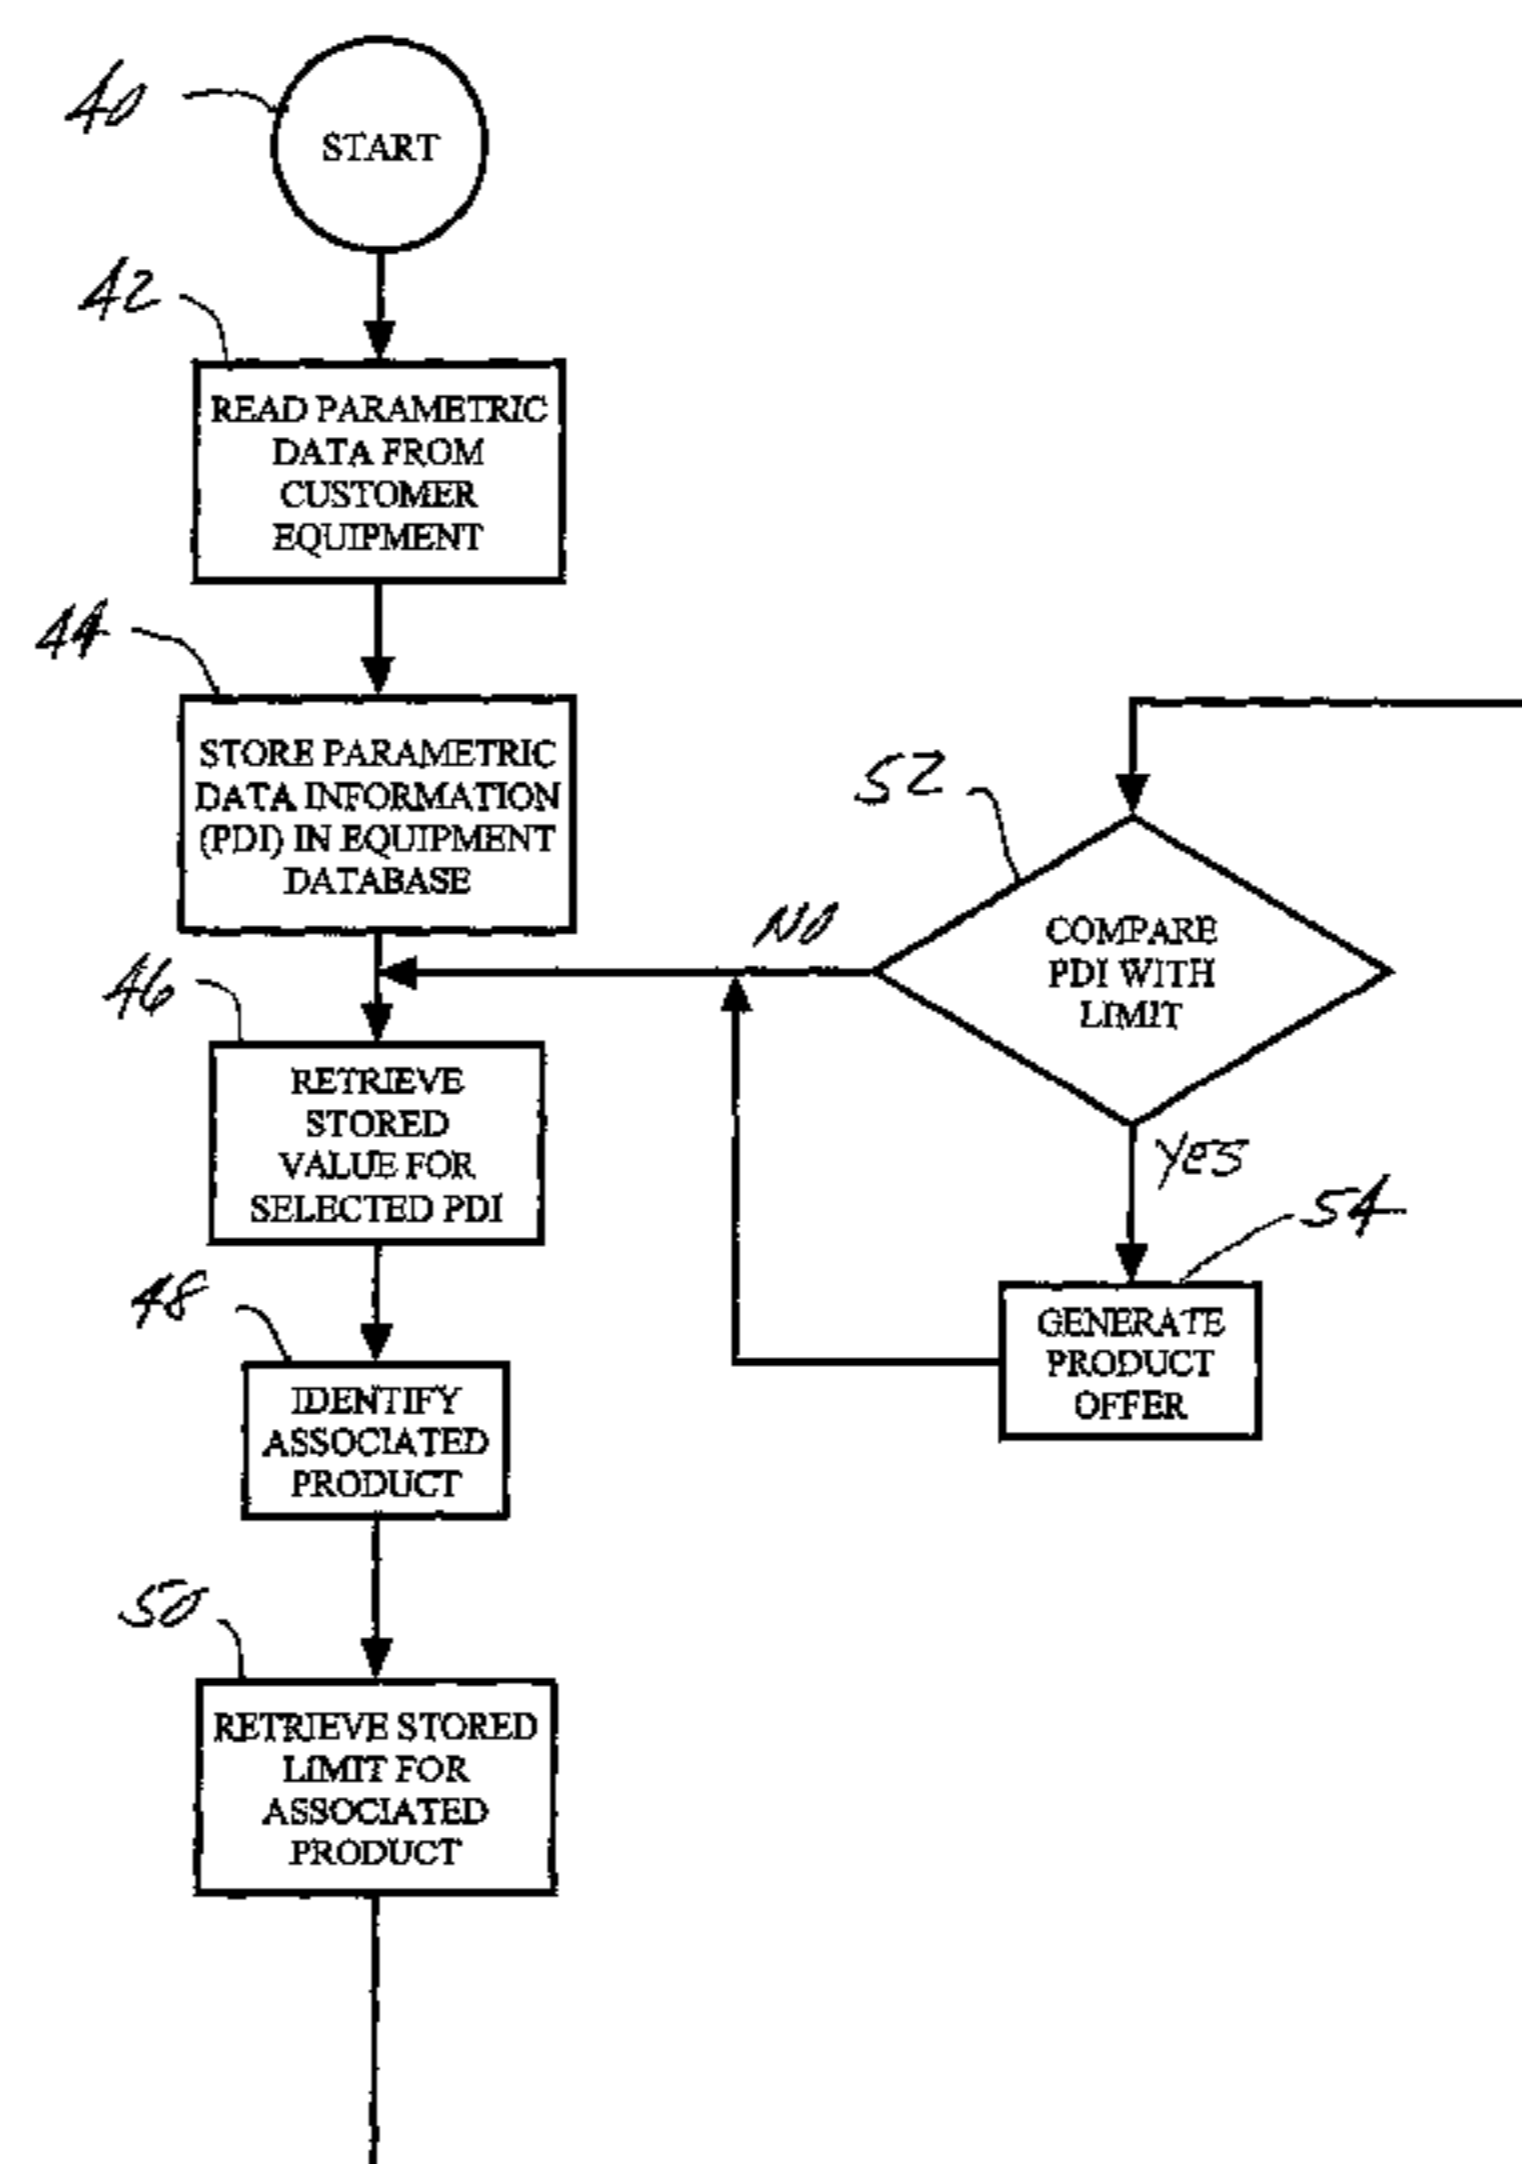 40
START
42
READ PARAMETRIC
DATA FROM
CUSTOMER
EQUIPMENT
44
STORE PARAMETRIC
DATA INFORMATION
(PDI) IN EQUIPMENT
DATABASE
46
RETRIEVE
STORED
VALUE FOR
SELECTED PDI
48
IDENTIFY
ASSOCIATED
PRODUCT
50
RETRIEVE STORED
LIMIT FOR
ASSOCIATED
PRODUCT
52
COMPARE
PDI WITH
LIMIT
NO
YES
54
GENERATE
PRODUCT
OFFER